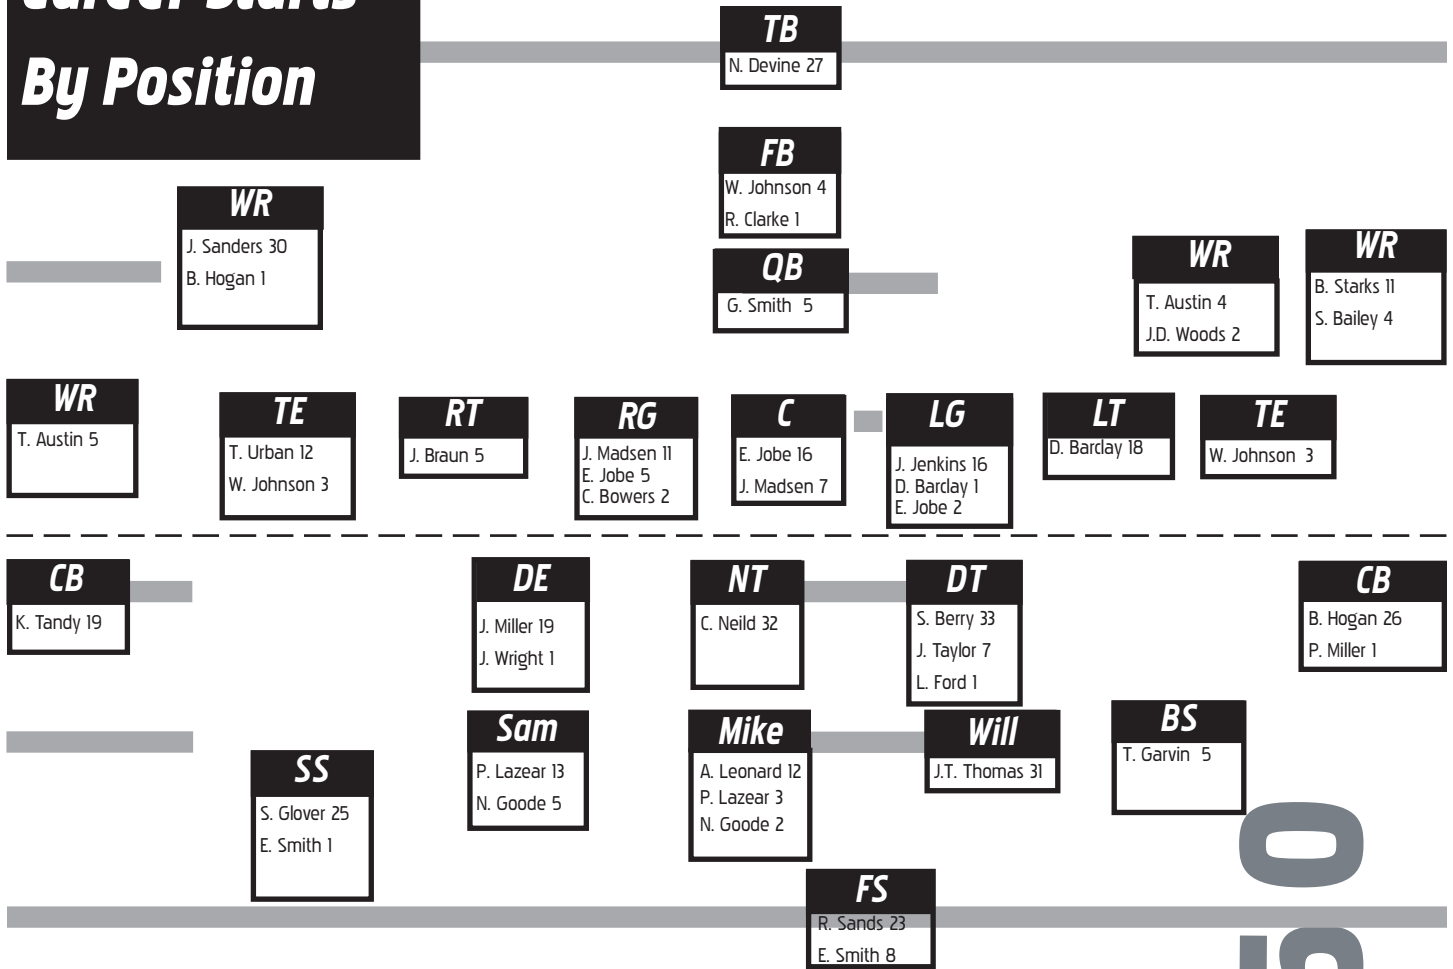 Career Starts
By Position
TB
N. Devine 27
FB
W. Johnson 4
R. Clarke 1
WR
J. Sanders 30
B. Hogan 1
QB
G. Smith 5
WR
T. Austin 4
J.D. Woods 2
WR
B. Starks 11
S. Bailey 4
WR
T. Austin 5
TE
T. Urban 12
W. Johnson 3
RT
J. Braun 5
RG
J. Madsen 11
E. Jobe 5
C. Bowers 2
C
E. Jobe 16
J. Madsen 7
LG
J. Jenkins 16
D. Barclay 1
E. Jobe 2
LT
D. Barclay 18
TE
W. Johnson 3
CB
K. Tandy 19
DE
J. Miller 19
J. Wright 1
NT
C. Neild 32
DT
S. Berry 33
J. Taylor 7
L. Ford 1
CB
B. Hogan 26
P. Miller 1
SS
S. Glover 25
E. Smith 1
Sam
P. Lazear 13
N. Goode 5
Mike
A. Leonard 12
P. Lazear 3
N. Goode 2
Will
J.T. Thomas 31
BS
T. Garvin 5
FS
R. Sands 23
E. Smith 8